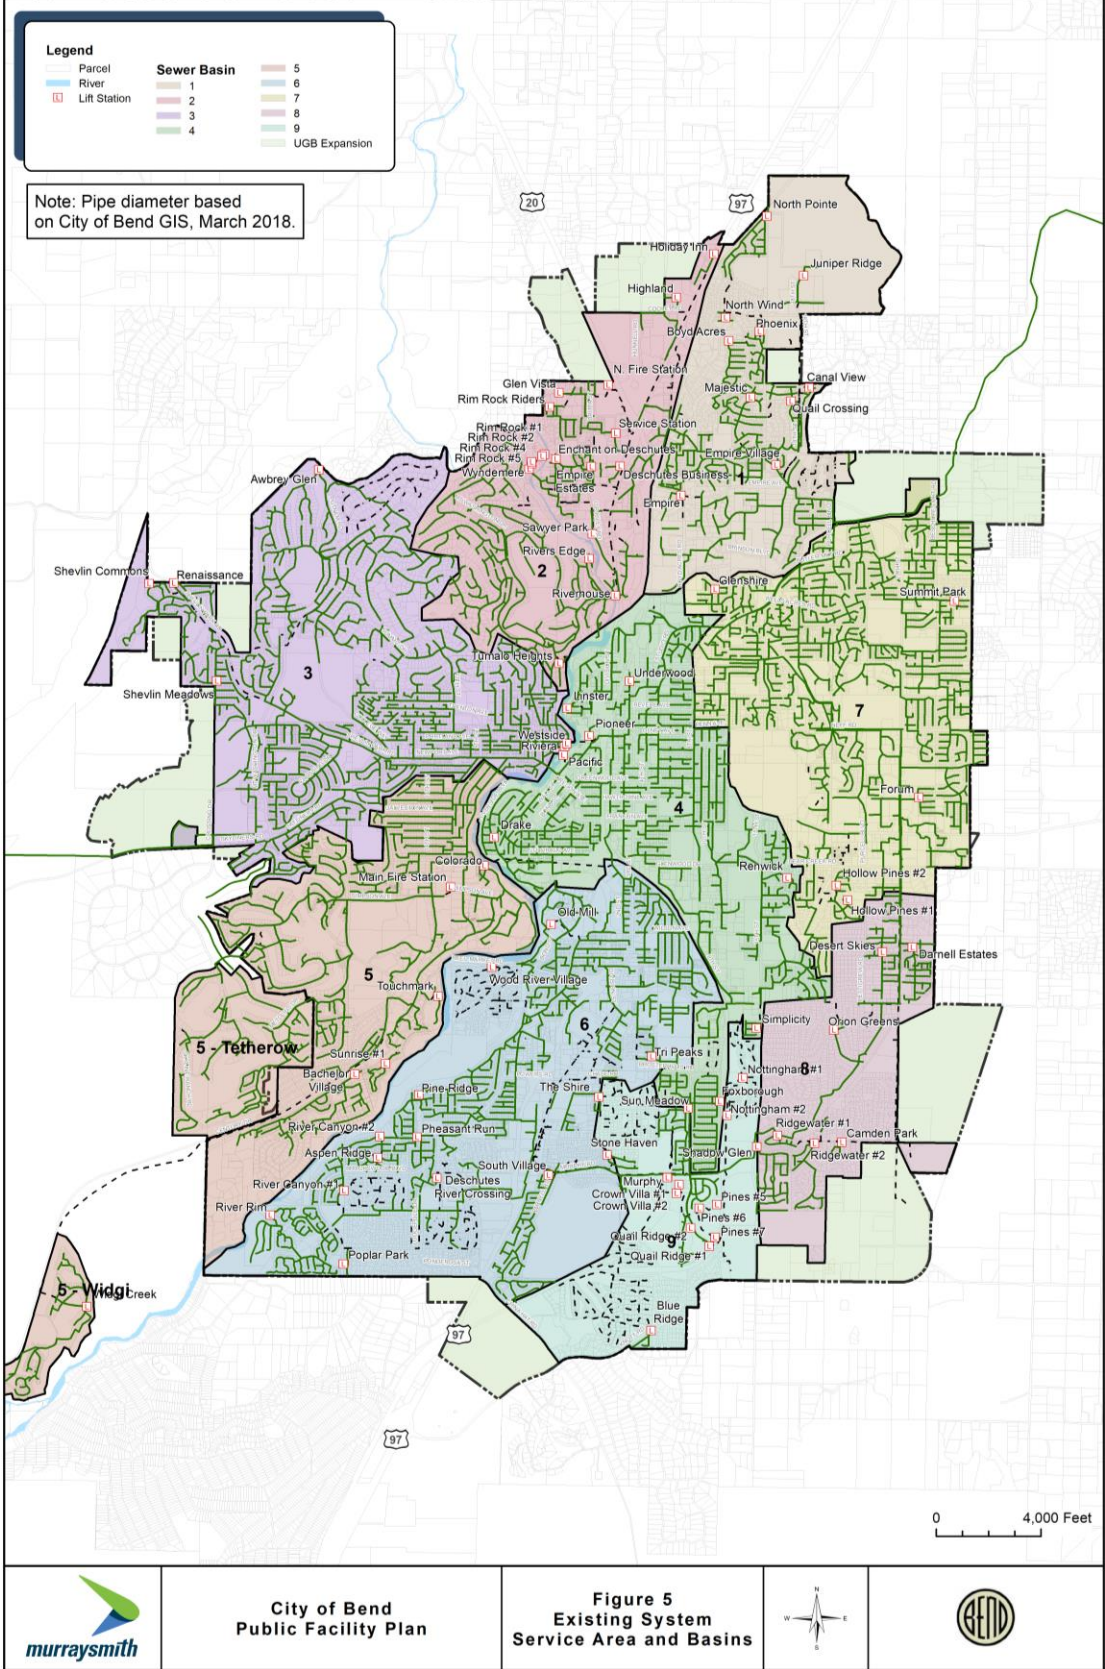 Legend
Parcel
River
L Lift Station
Sewer Basin
1
2
3
4
5
6
7
8
9
UGB Expansion
Note: Pipe diameter based
on City of Bend GIS, March 2018.
20
97
North Pointe
Holiday Inn
Juniper Ridge
Highland
North Wind
Boyd Acres
Phoenix
N. Fire Station
Glen Vista
Canal View
Rim Rock Riders
Majestic
Quail Crossing
Rim Rock #1
Service Station
Rim Rock #2
Rim Rock #4
Enchant on Deschutes
Rim Rock #5
Empire Village
Wyndemere
Empire
Estates
Deschutes Business
1
Awbrey Glen
Empire
Sawyer Park
Rivers Edge
2
Shevlin Commons
Renaissance
Glenshire
Riverhouse
Summit Park
Tumalo Heights
3
Underwood
Shevlin Meadows
Linster
7
Pioneer
Westside
Riviera
Pacific
Forum
4
Drake
Colorado
Renwick
Main Fire Station
Hollow Pines #2
Hollow Pines #1
Old Mill
Desert Skies
Darnell Estates
5
Wood River Village
Touchmark
6
Simplicity
Orion Greens
5 - Tetherow
Sunrise #1
Tri Peaks
8
Bachelor
Village
Nottingham #1
Pine Ridge
The Shire
Foxborough
Sun Meadow
Nottingham #2
River Canyon #2
Pheasant Run
Ridgewater #1
Camden Park
Aspen Ridge
Stone Haven
Shadow Glen
Ridgewater #2
South Village
River Canyon #1
Deschutes
River Crossing
Murphy
Crown Villa #1
Crown Villa #2
Pines #5
River Rim
Pines #6
Quail Ridge #2
9
Pines #7
Quail Ridge #1
Poplar Park
5 - Widgi
Widgi Creek
Blue
Ridge
97
97
0 4,000 Feet
murraysmith
City of Bend
Public Facility Plan
Figure 5
Existing System
Service Area and Basins
N
W E
S
BEND